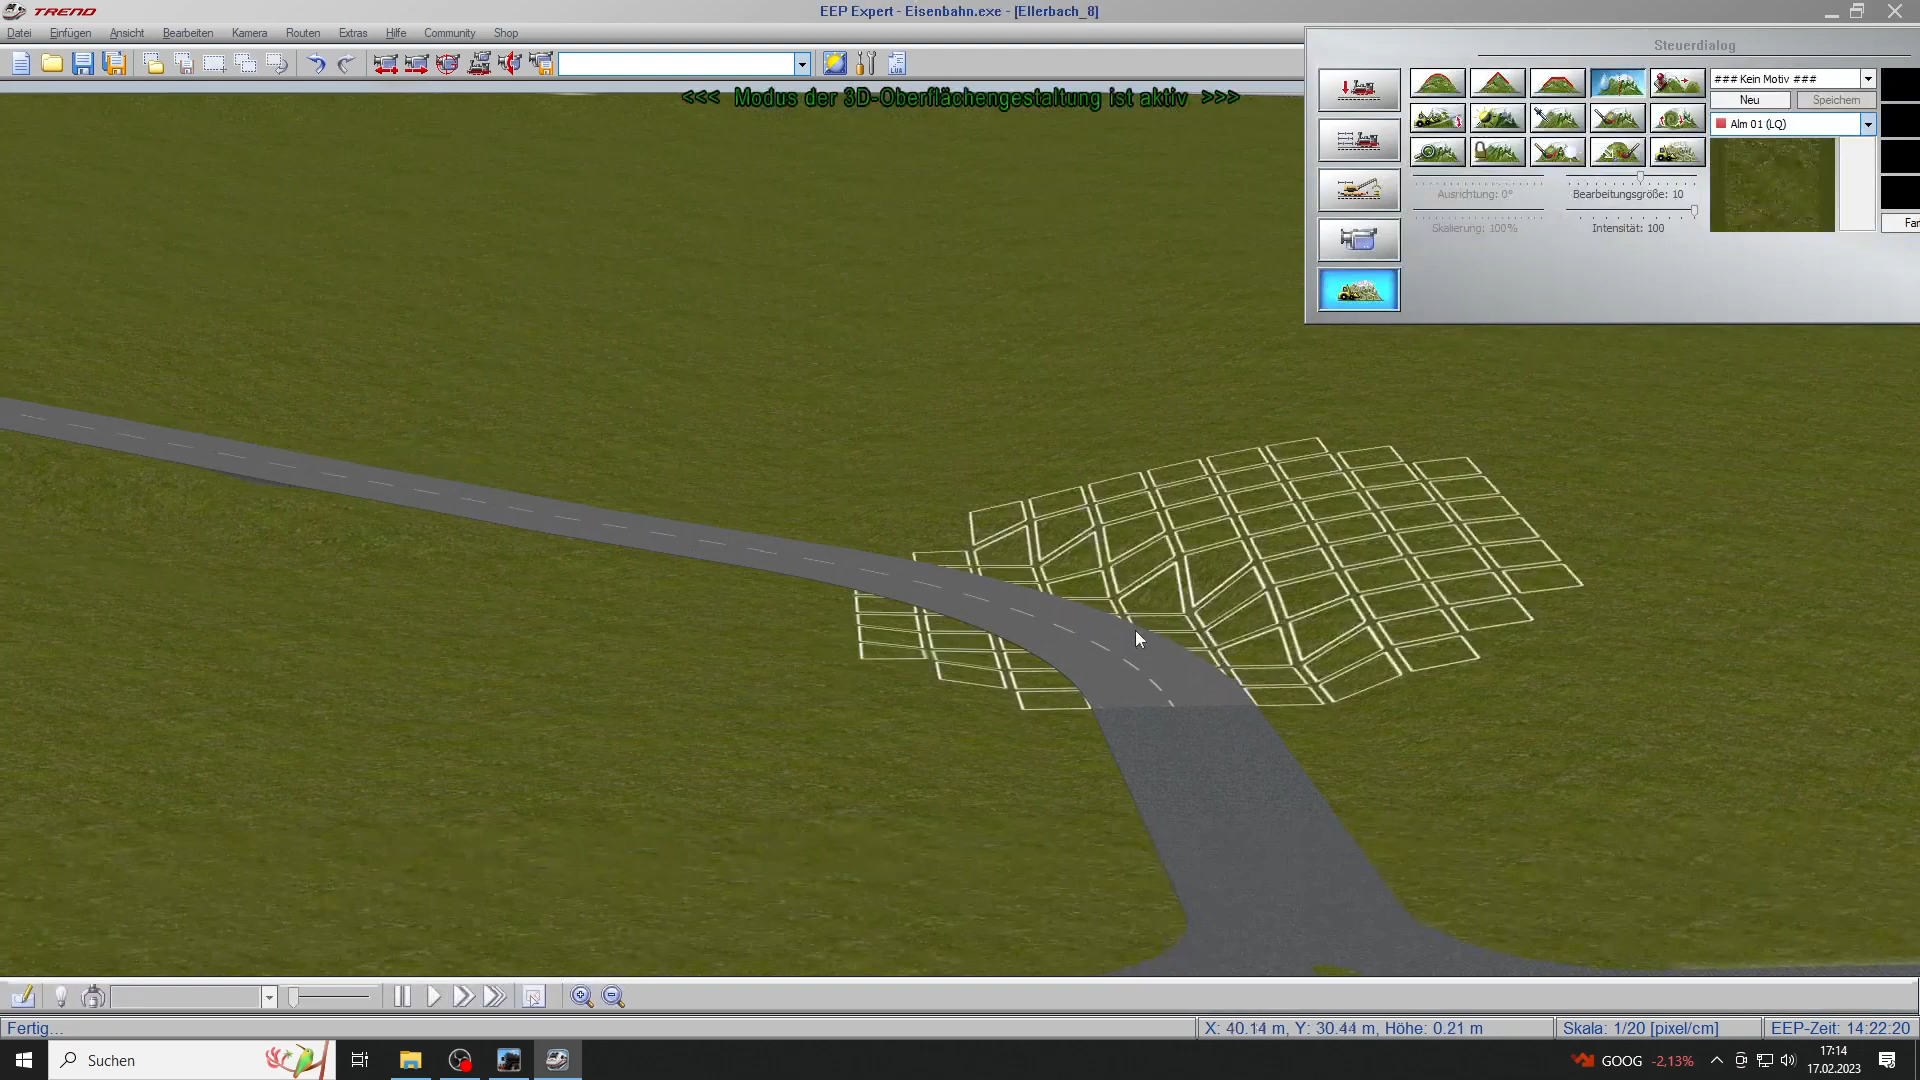 TREND
EEP Expert - Eisenbahn.exe - [Ellerbach_8]
Datei Einfügen Ansicht Bearbeiten Kamera Routen Extras Hilfe Community Shop
Steuerdialog
<<< Modus der 3D-Oberflächengestaltung ist aktiv >>>
### Kein Motiv ###
Neu Speichern
Alm 01 (LQ)
Ausrichtung: 0° Bearbeitungsgröße: 10
Skalierung: 100% Intensität: 100
Far
Fertig... X: 40.14 m, Y: 30.44 m, Höhe: 0.21 m Skala: 1/20 [pixel/cm] EEP-Zeit: 14:22:20
Suchen GOOG -2,13% 17:14
17.02.2023